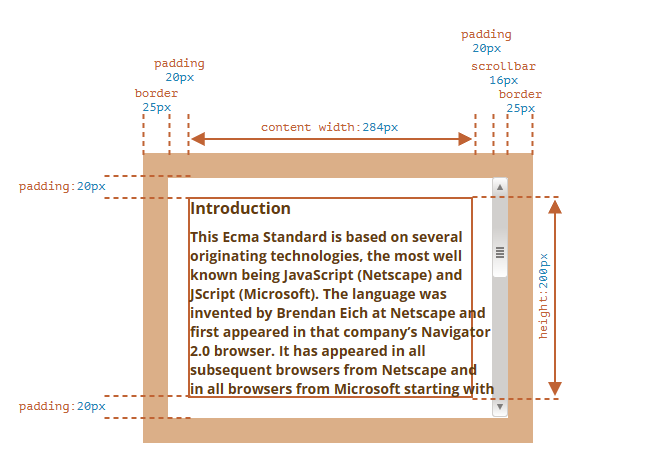 padding
20px
padding
20px
scrollbar
16px
border
25px
border
25px
content width:284px
padding:20px
Introduction
This Ecma Standard is based on several
originating technologies, the most well
known being JavaScript (Netscape) and
JScript (Microsoft). The language was
invented by Brendan Eich at Netscape and
first appeared in that company’s Navigator
2.0 browser. It has appeared in all
subsequent browsers from Netscape and
in all browsers from Microsoft starting with
height:200px
padding:20px